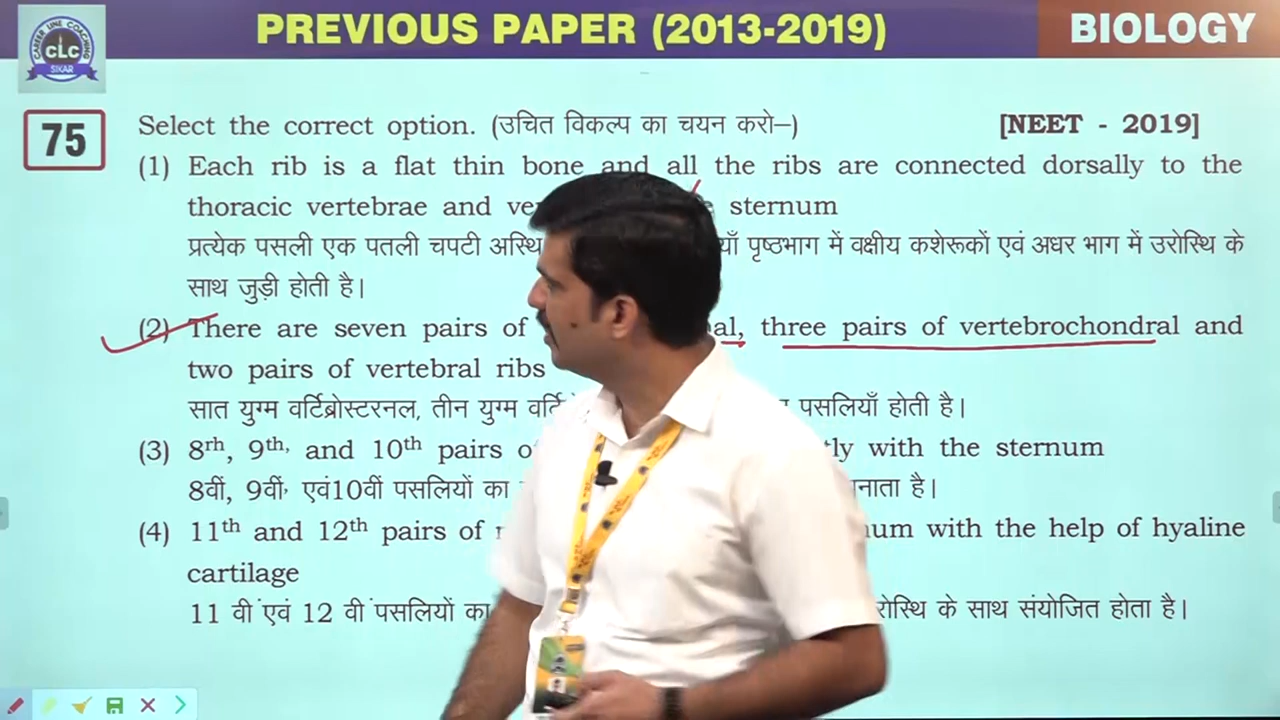 PREVIOUS PAPER (2013-2019)
BIOLOGY
CAREER LINE COACHING
CLC
SIKAR
75
Select the correct option. (उचित विकल्प का चयन करो–)
[NEET - 2019]
(1) Each rib is a flat thin bone and all the ribs are connected dorsally to the
thoracic vertebrae and sternum
प्रत्येक पसली एक पतली चपटी अस्थि पृष्ठभाग में वक्षीय कशेरूकों एवं अधर भाग में उरोस्थि के
साथ जुड़ी होती है।
(2) There are seven pairs of three pairs of vertebrochondral and
two pairs of vertebral ribs
सात युग्म वर्टिब्रोस्टरनल, तीन युग्म पसलियाँ होती है।
(3) 8rh, 9th, and 10th pairs with the sternum
8वीं, 9वीं, एवं10वीं पसलियों का है।
(4) 11th and 12th pairs of with the help of hyaline
cartilage
11 वी एवं 12 वी पसलियों का के साथ संयोजित होता है।